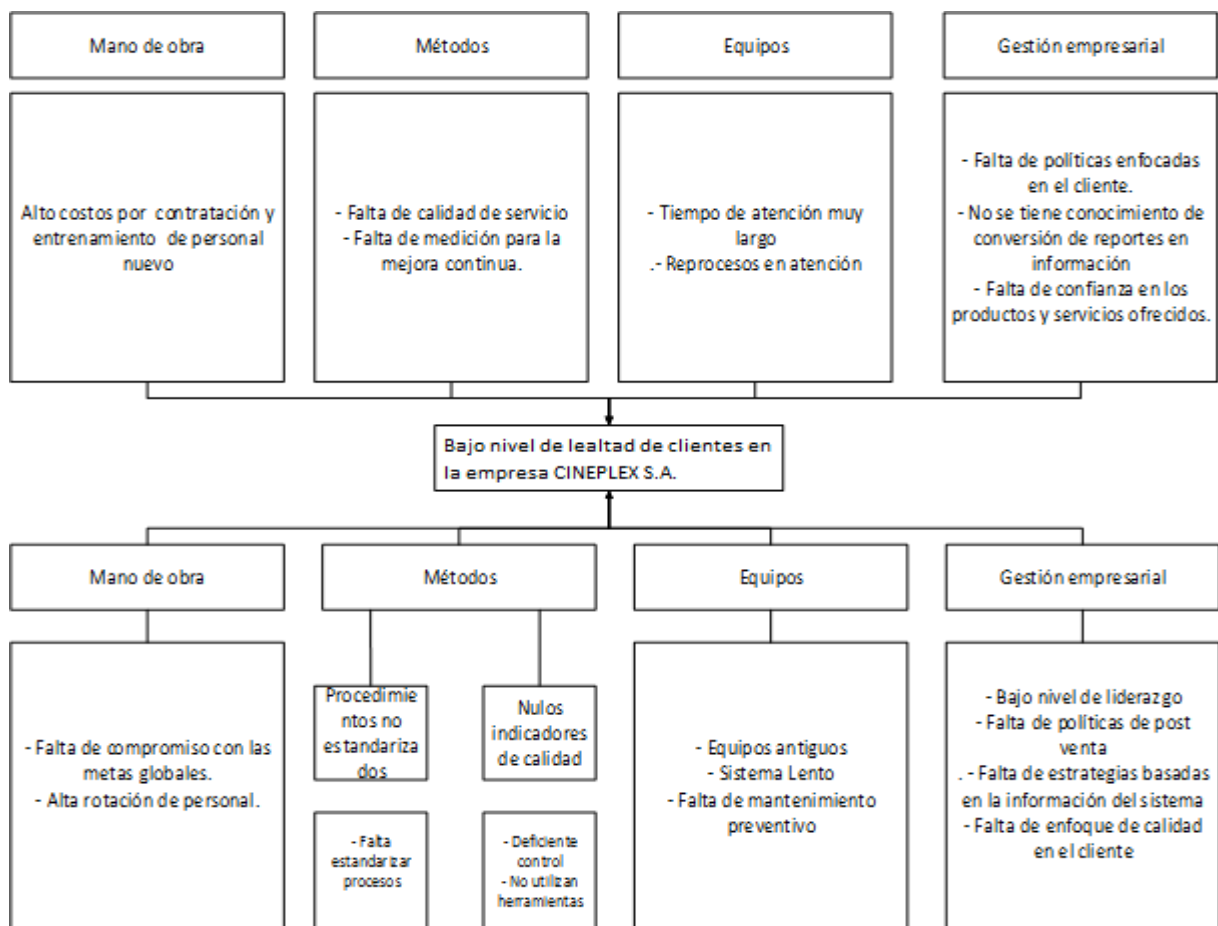 Mano de obra
Métodos
Equipos
Gestión empresarial
Alto costos por contratación y
entrenamiento de personal
nuevo
- Falta de calidad de servicio
- Falta de medición para la
mejora continua.
- Tiempo de atención muy
largo
.- Reprocesos en atención
- Falta de políticas enfocadas
en el cliente.
- No se tiene conocimiento de
conversión de reportes en
información
- Falta de confianza en los
productos y servicios ofrecidos.
Bajo nivel de lealtad de clientes en
la empresa CINEPLEX S.A.
Mano de obra
Métodos
Equipos
Gestión empresarial
- Falta de compromiso con las
metas globales.
- Alta rotación de personal.
Procedimie
ntos no
estandariza
dos
Nulos
indicadores
de calidad
- Falta
estandarizar
procesos
- Deficiente
control
- No utilizan
herramientas
- Equipos antiguos
- Sistema Lento
- Falta de mantenimiento
preventivo
- Bajo nivel de liderazgo
- Falta de políticas de post
venta
. - Falta de estrategias basadas
en la información del sistema
- Falta de enfoque de calidad
en el cliente